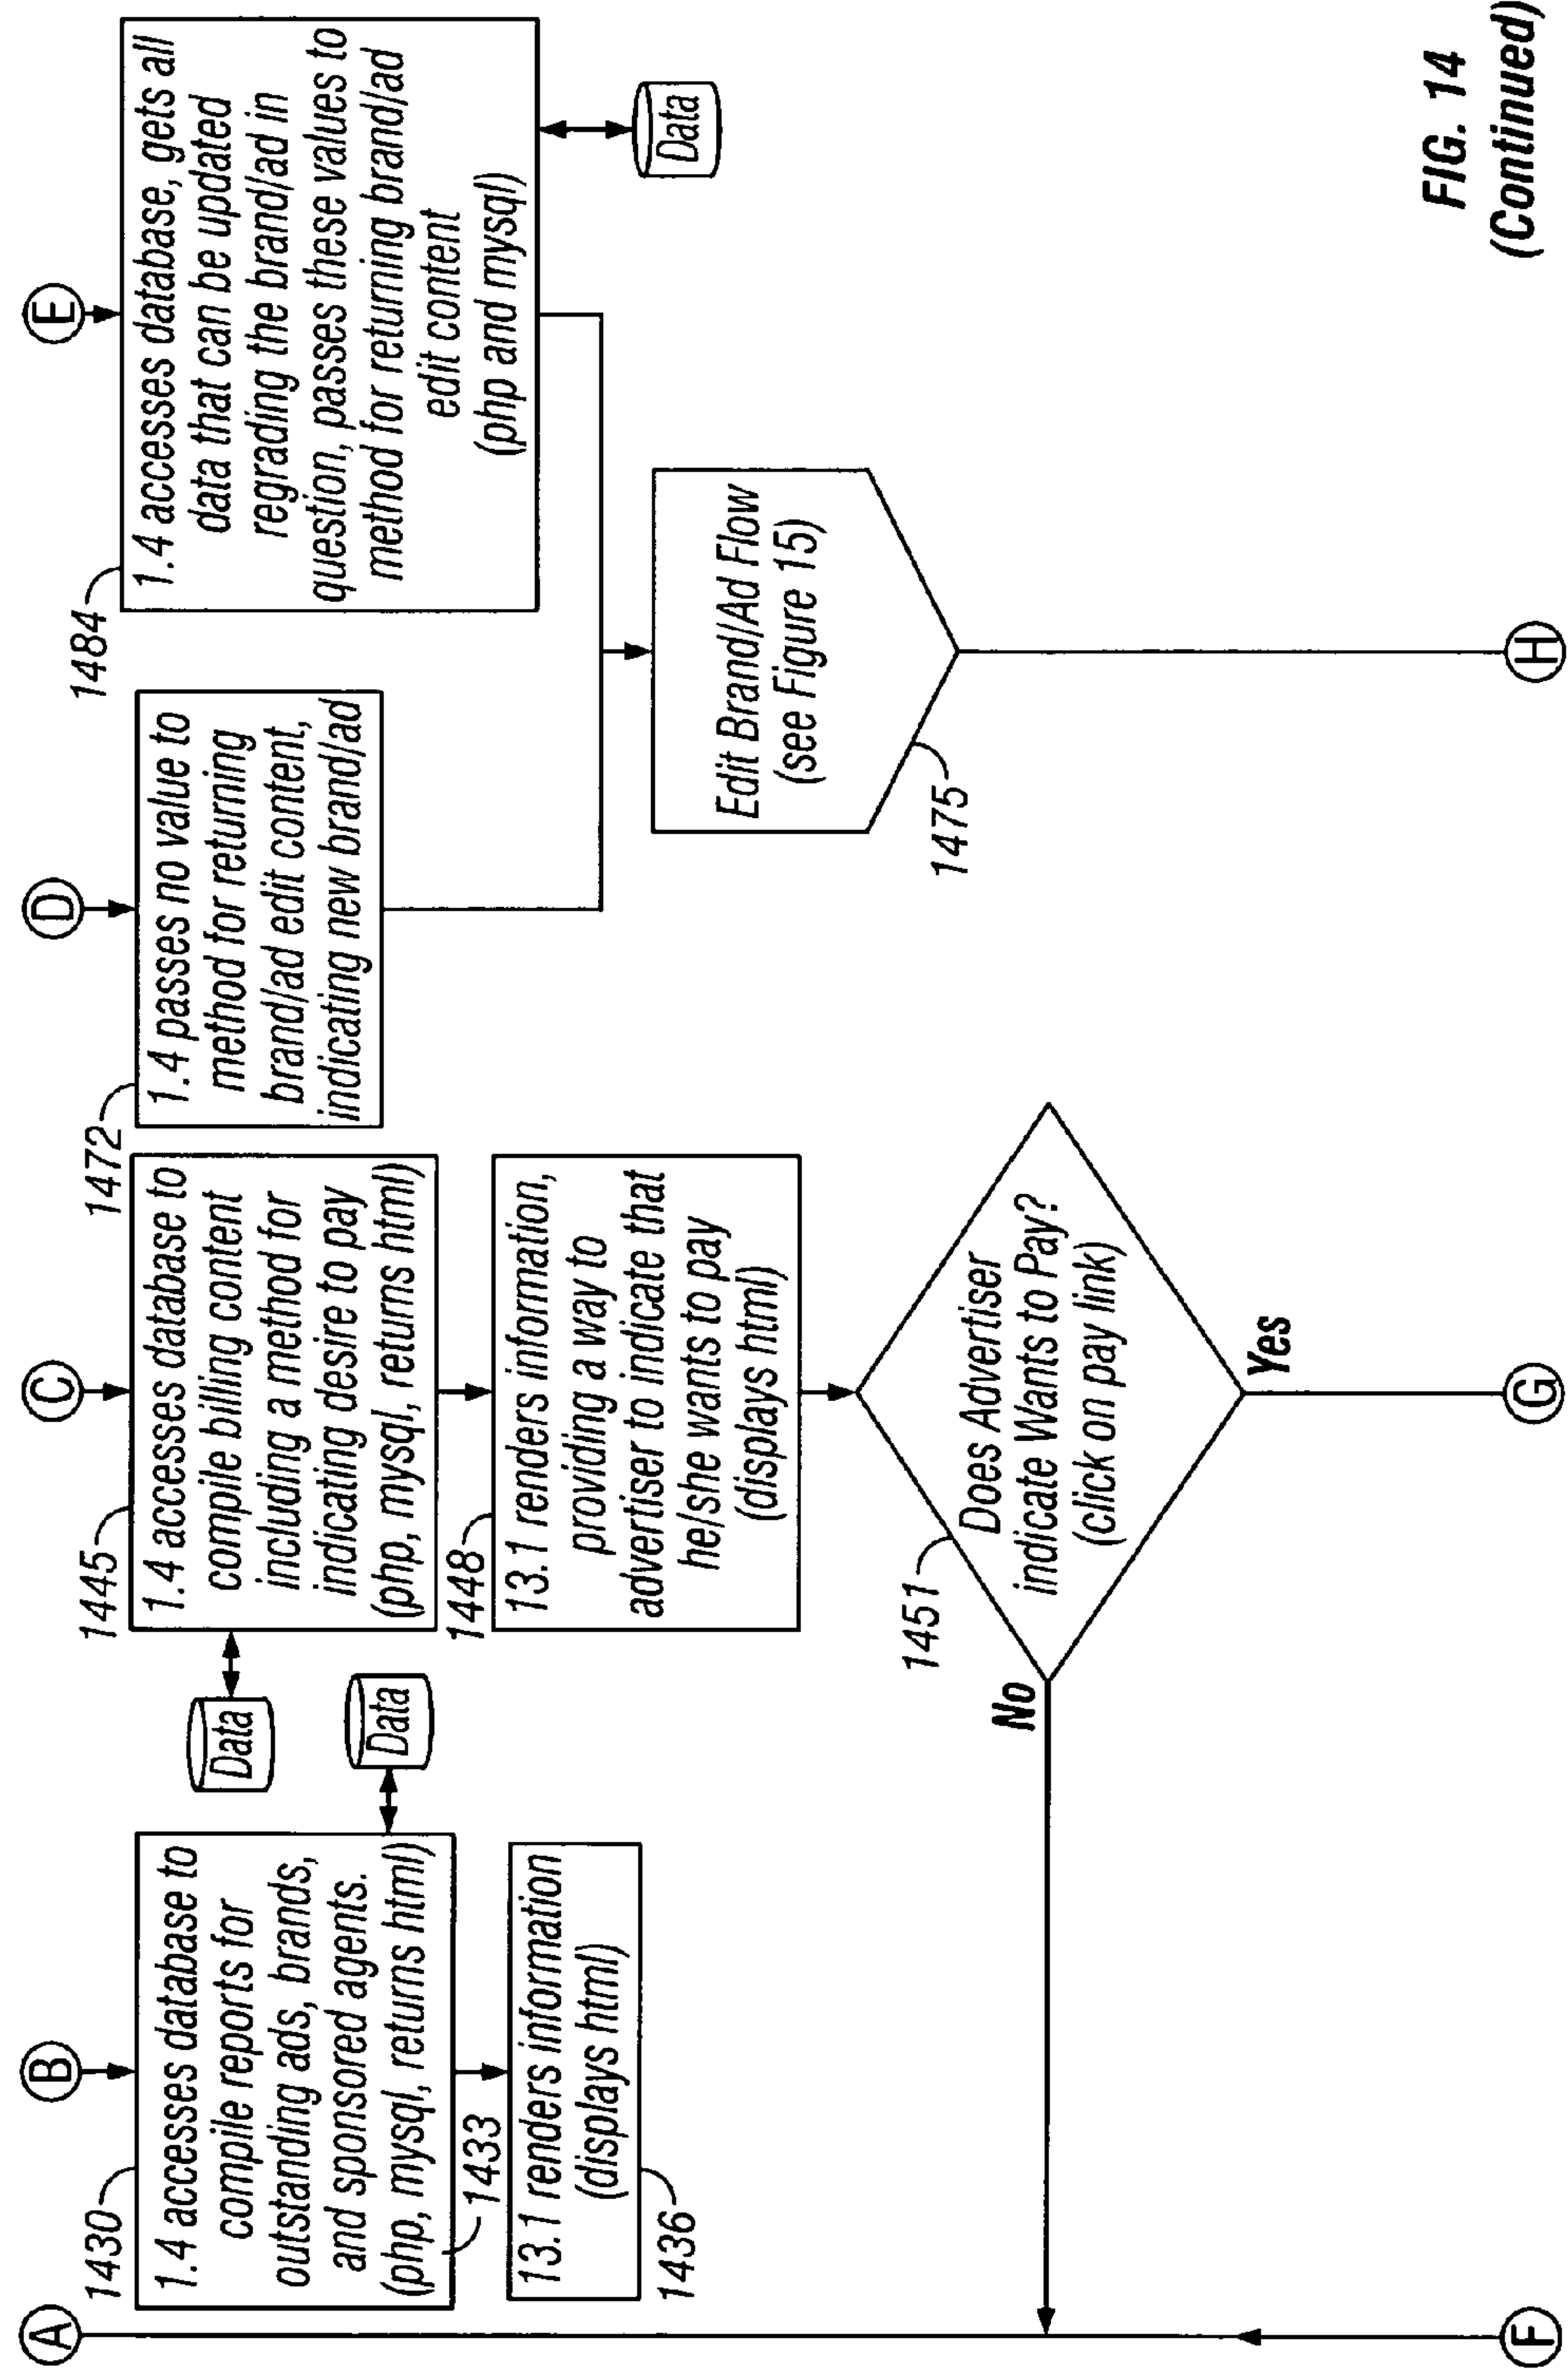 A
B
C
D
E
1430
1.4 accesses database to
compile reports for
outstanding ads, brands,
and sponsored agents.
(php, mysql, returns html)
1433
Data
13.1 renders information
(displays html)
1436
1445
1.4 accesses database to
compile billing content
including a method for
indicating desire to pay
(php, mysql, returns html)
Data
1448
13.1 renders information,
providing a way to
advertiser to indicate that
he/she wants to pay
(displays html)
1451
Does Advertiser
indicate Wants to Pay?
(click on pay link)
No
Yes
1472
1.4 passes no value to
method for returning
brand/ad edit content,
indicating new brand/ad
1484
1.4 accesses database, gets all
data that can be updated
regrading the brand/ad in
question, passes these values to
method for returning brand/ad
edit content
(php and mysql)
Data
Edit Brand/Ad Flow
(see Figure 15)
1475
F
G
H
FIG. 14
(Continued)